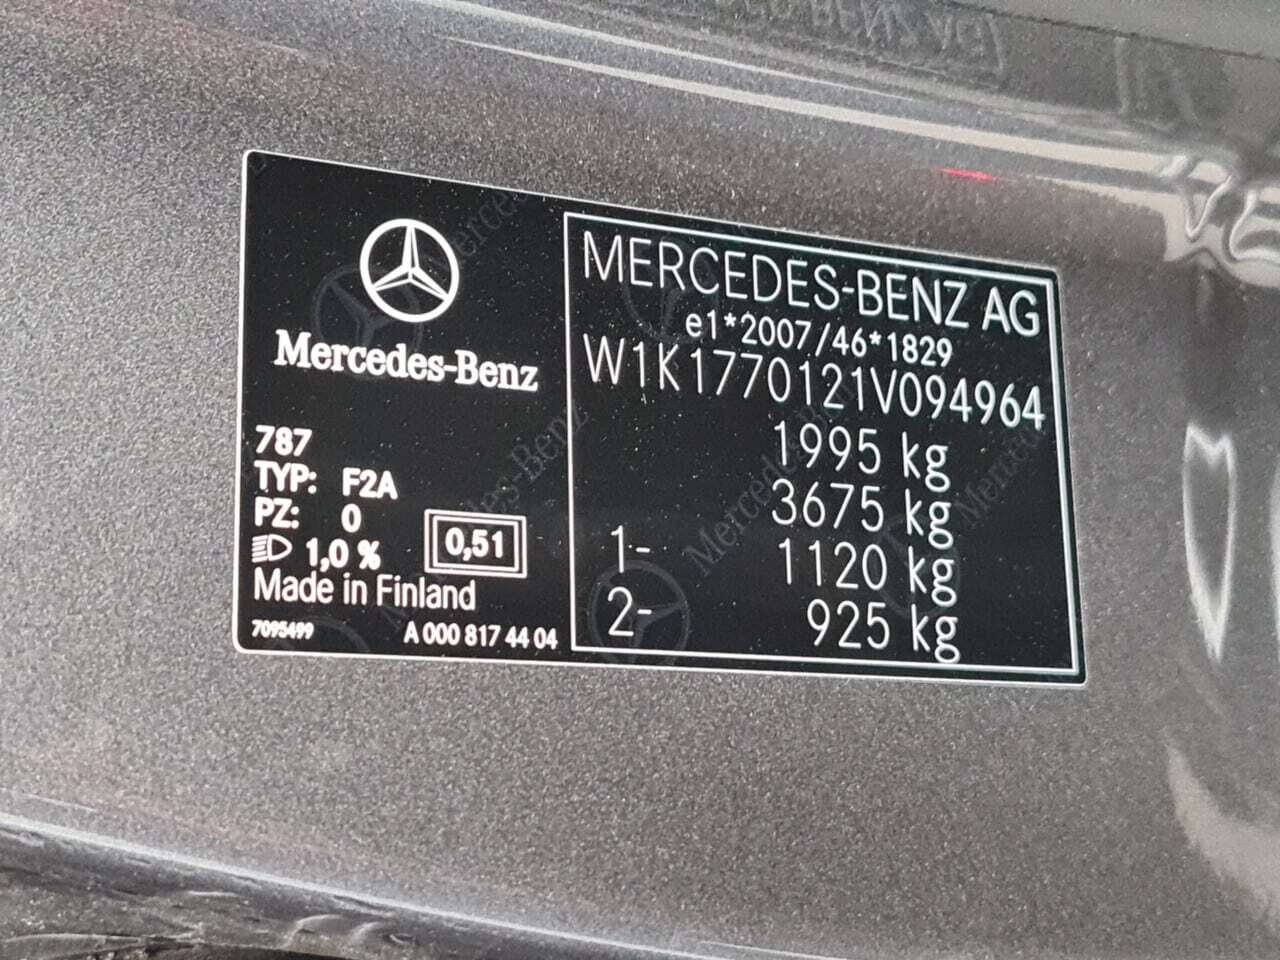 Mercedes-Benz
787
TYP: F2A
PZ: 0
1,0 %
0,51
Made in Finland
7095499
A 000 817 44 04
MERCEDES-BENZ AG
e1*2007/46*1829
W1K1770121V094964
1995 kg
3675 kg
1- 1120 kg
2- 925 kg